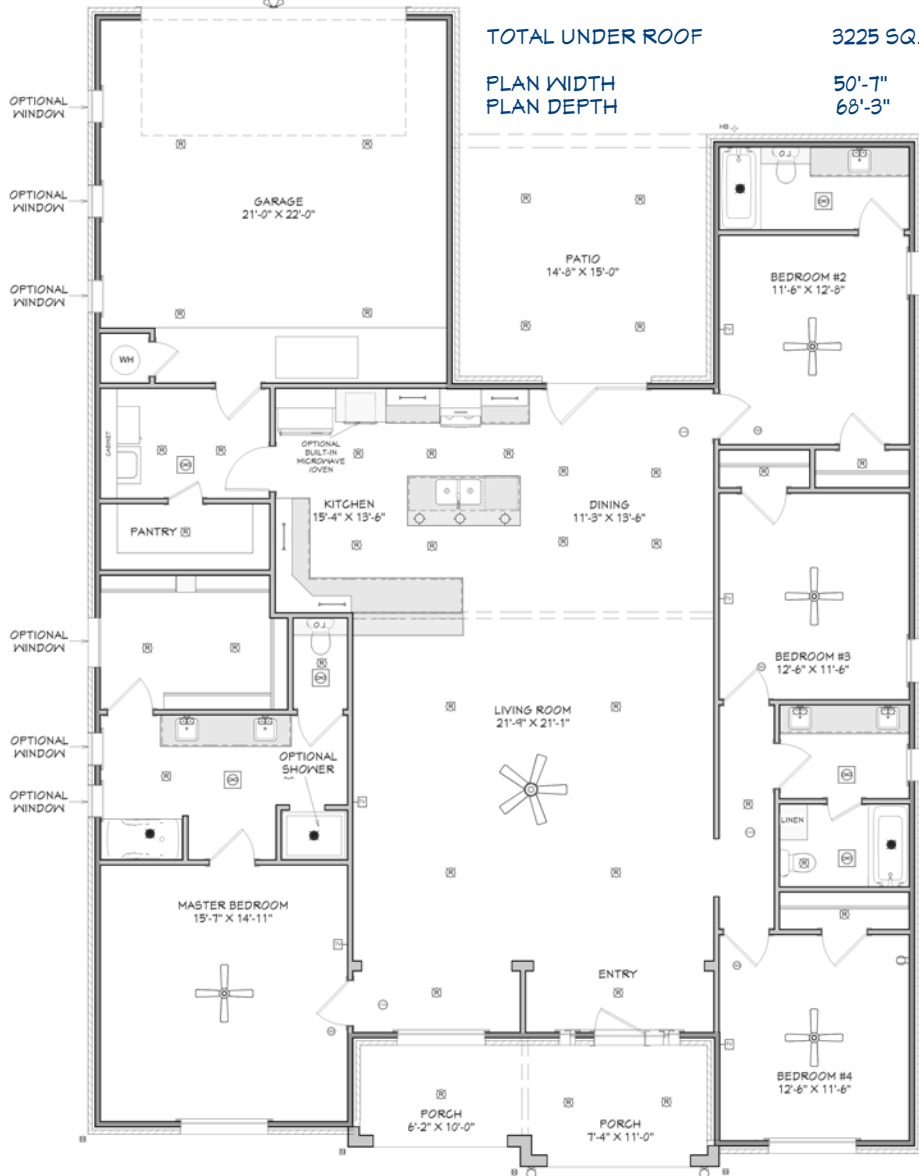 TOTAL UNDER ROOF 3225 SQ.
PLAN WIDTH 50'-7"
PLAN DEPTH 68'-3"
OPTIONAL
WINDOW
OPTIONAL
WINDOW
OPTIONAL
WINDOW
GARAGE
21'-0" X 22'-0"
HB
O.J.
PATIO
14'-8" X 15'-0"
BEDROOM #2
11'-6" X 12'-8"
WH
CABINET
OPTIONAL
BUILT-IN
MICROWAVE
/OVEN
KITCHEN
15'-4" X 13'-6"
DINING
11'-3" X 13'-6"
PANTRY
OPTIONAL
WINDOW
O.J.
BEDROOM #3
12'-6" X 11'-6"
LIVING ROOM
21'-9" X 21'-1"
OPTIONAL
WINDOW
OPTIONAL
SHOWER
OPTIONAL
WINDOW
LINEN
MASTER BEDROOM
15'-7" X 14'-11"
ENTRY
BEDROOM #4
12'-6" X 11'-6"
PORCH
6'-2" X 10'-0"
PORCH
7'-4" X 11'-0"